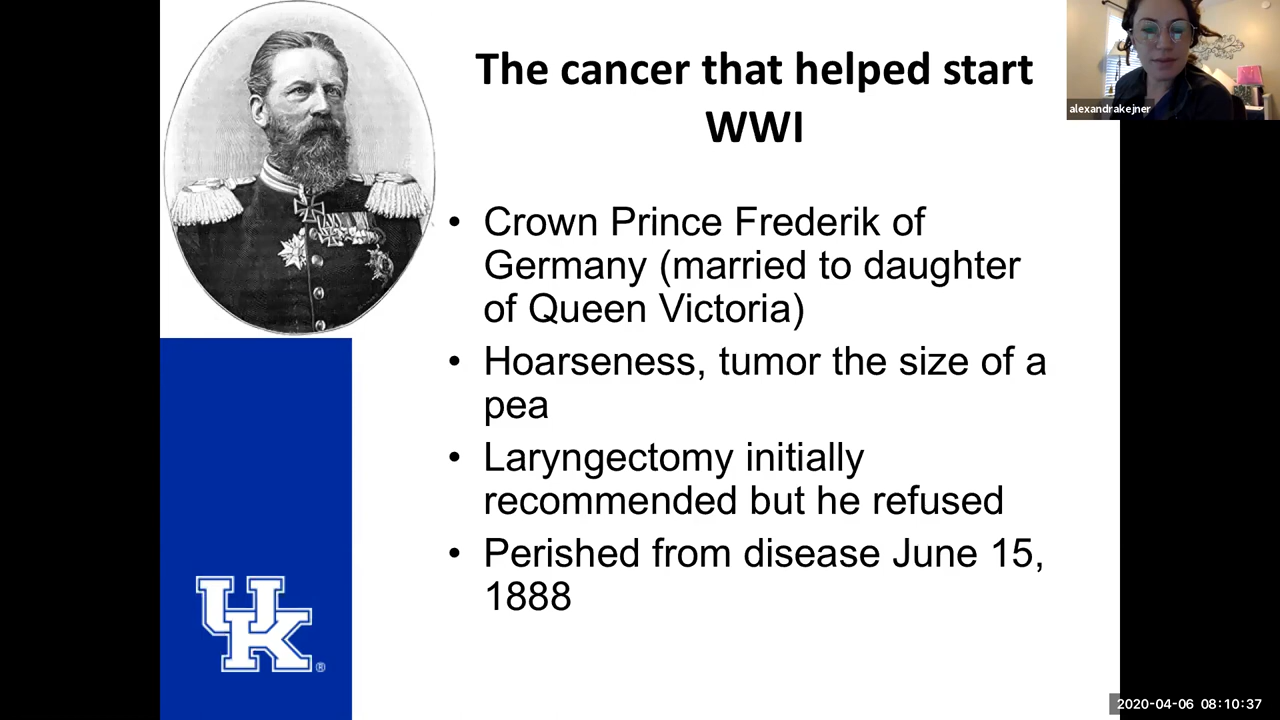 The cancer that helped start
WWI
alexandrakejner
• Crown Prince Frederik of
Germany (married to daughter
of Queen Victoria)
• Hoarseness, tumor the size of a
pea
• Laryngectomy initially
recommended but he refused
• Perished from disease June 15,
1888
UK®
2020-04-06 08:10:37